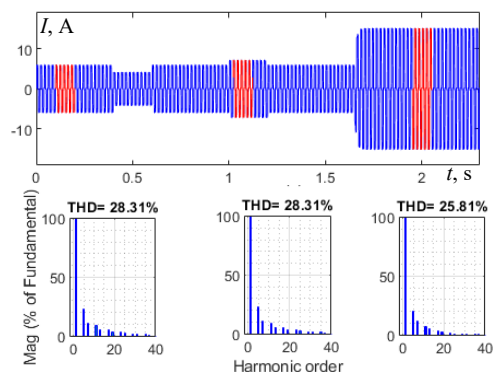 I, A
10
0
-10
0 0.5 1 1.5 2
t, s
THD= 28.31% THD= 28.31% THD= 25.81%
Mag (% of Fundamental)
100 100 100
50 50 50
0 0 0
0 20 40 0 20 40 0 20 40
Harmonic order